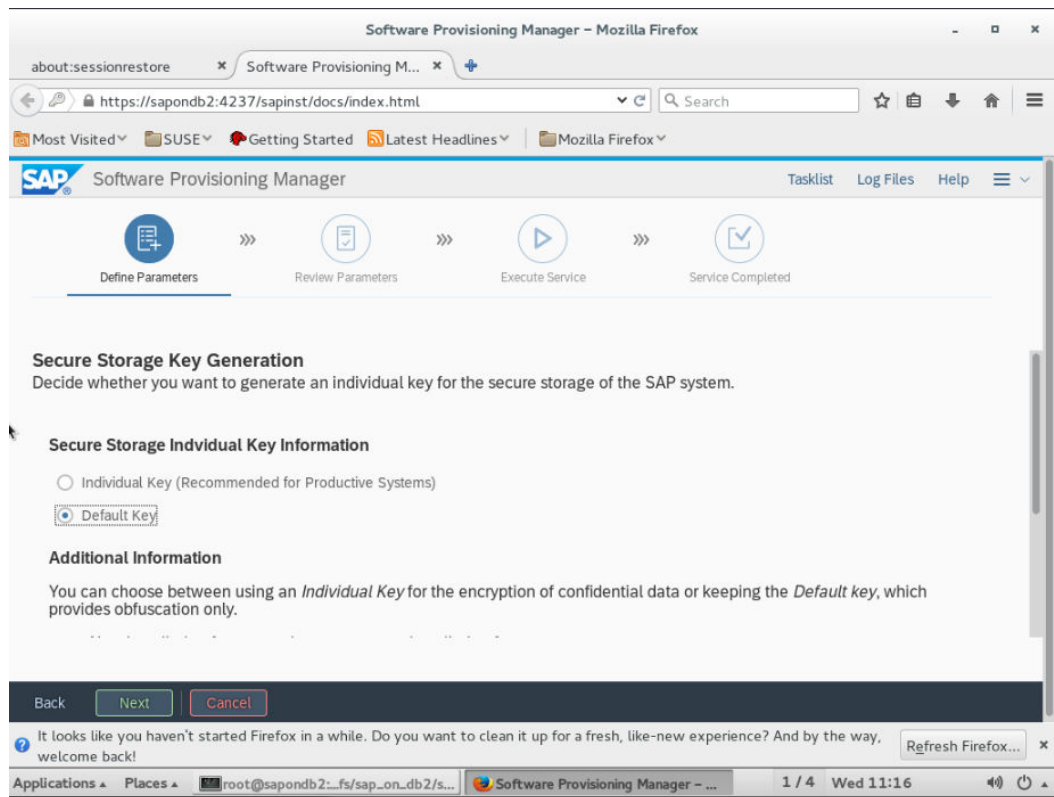 Software Provisioning Manager – Mozilla Firefox
about:sessionrestore
Software Provisioning M...
https://sapondb2:4237/sapinst/docs/index.html
Search
Most Visited
SUSE
Getting Started
Latest Headlines
Mozilla Firefox
SAP
Software Provisioning Manager
Tasklist
Log Files
Help
Define Parameters
Review Parameters
Execute Service
Service Completed
Secure Storage Key Generation
Decide whether you want to generate an individual key for the secure storage of the SAP system.
Secure Storage Indvidual Key Information
Individual Key (Recommended for Productive Systems)
Default Key
Additional Information
You can choose between using an Individual Key for the encryption of confidential data or keeping the Default key, which
provides obfuscation only.
Back
Next
Cancel
It looks like you haven't started Firefox in a while. Do you want to clean it up for a fresh, like-new experience? And by the way,
welcome back!
Refresh Firefox...
Applications
Places
root@sapondb2:..._fs/sap_on_db2/s...
Software Provisioning Manager – ...
1 / 4
Wed 11:16